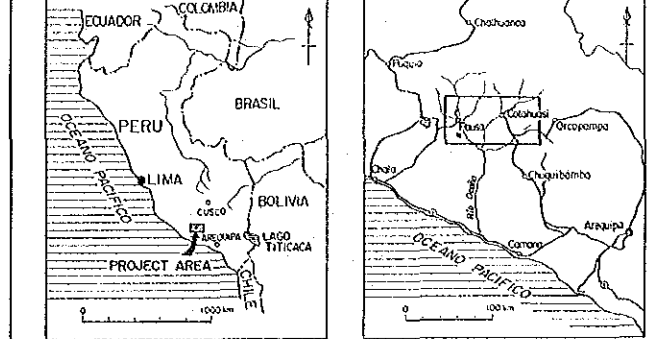 ECUADOR
COLOMBIA
BRASIL
PERU
OCEANO PACIFICO
LIMA
CUSCO
BOLIVIA
AREQUIPA
LAGO TITICACA
PROJECT AREA
CHILE
0 1000 km
Chalhuanca
Puquio
Cotahuasi
Pausa
Orcopampa
Chala
Chuquibamba
Río Ocoña
Arequipa
Camana
OCEANO PACIFICO
0 100 km